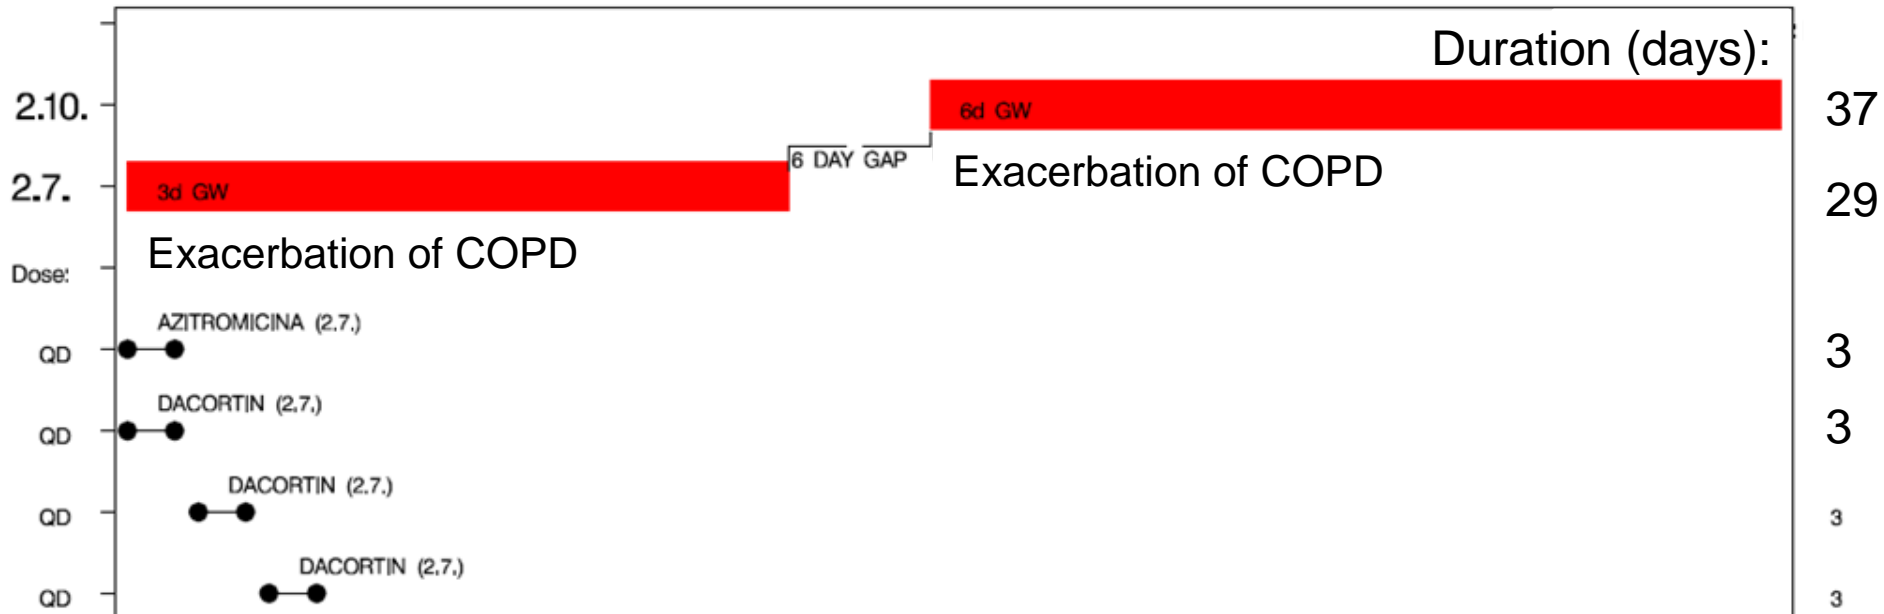 Duration (days):
2.10.
6d GW
37
6 DAY GAP
Exacerbation of COPD
2.7.
3d GW
29
Exacerbation of COPD
Dose:
AZITROMICINA (2.7.)
QD
3
DACORTIN (2.7.)
QD
3
DACORTIN (2.7.)
QD
3
DACORTIN (2.7.)
QD
3